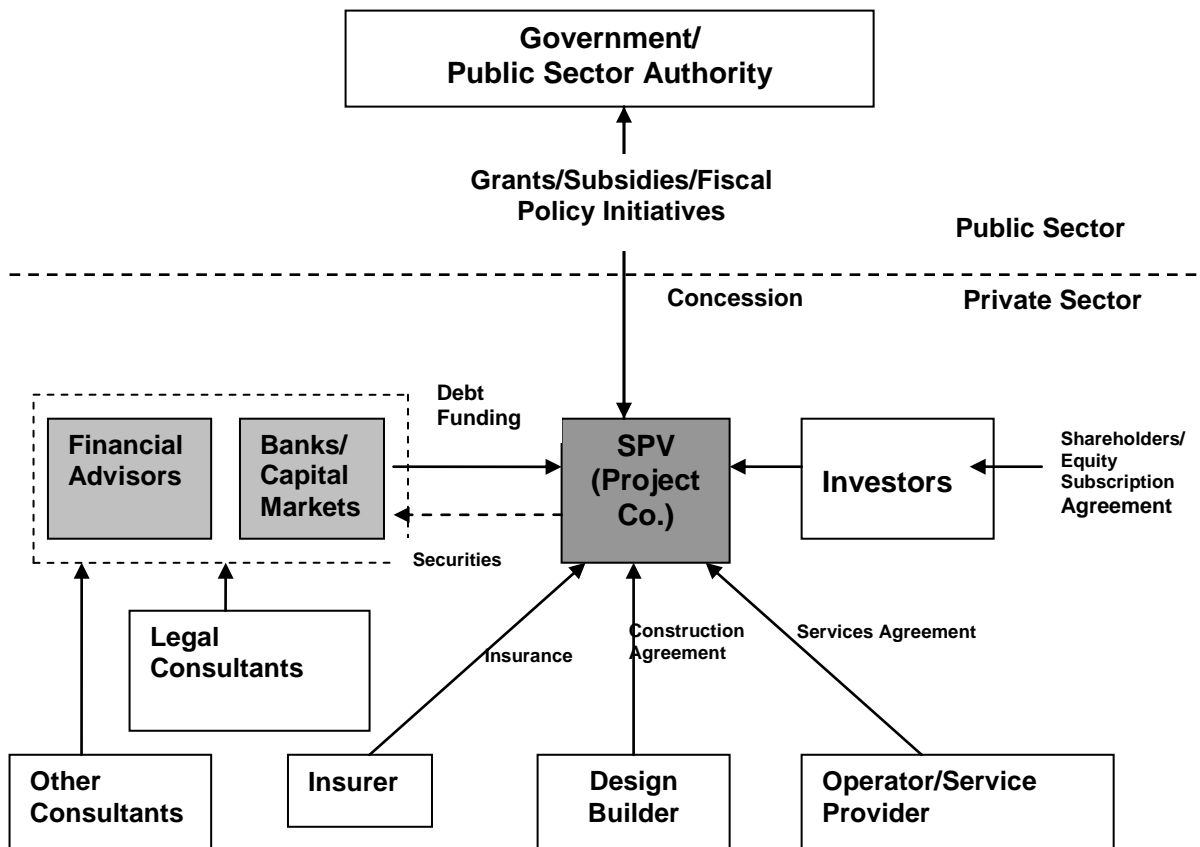 Government/
Public Sector Authority
Grants/Subsidies/Fiscal
Policy Initiatives
Public Sector
Concession
Private Sector
Debt
Funding
Financial
Advisors
Banks/
Capital
Markets
SPV
(Project
Co.)
Investors
Shareholders/
Equity
Subscription
Agreement
Securities
Legal
Consultants
Insurance
Construction
Agreement
Services Agreement
Other
Consultants
Insurer
Design
Builder
Operator/Service
Provider